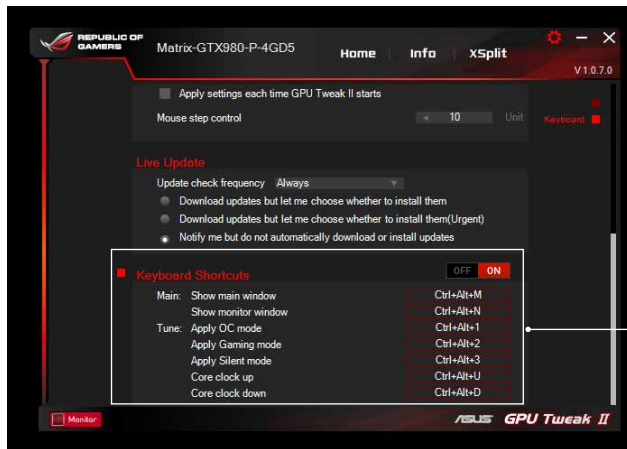 REPUBLIC OF
GAMERS
Matrix-GTX980-P-4GD5
Home Info XSplit
V1.0.7.0
Apply settings each time GPU Tweak II starts
Mouse step control 10 Unit
Keyboard
Live Update
Update check frequency Always
Download updates but let me choose whether to install them
Download updates but let me choose whether to install them(Urgent)
Notify me but do not automatically download or install updates
Keyboard Shortcuts OFF ON
Main: Show main window Ctrl+Alt+M
Show monitor window Ctrl+Alt+N
Tune: Apply OC mode Ctrl+Alt+1
Apply Gaming mode Ctrl+Alt+2
Apply Silent mode Ctrl+Alt+3
Core clock up Ctrl+Alt+U
Core clock down Ctrl+Alt+D
Monitor
ASUS GPU Tweak II